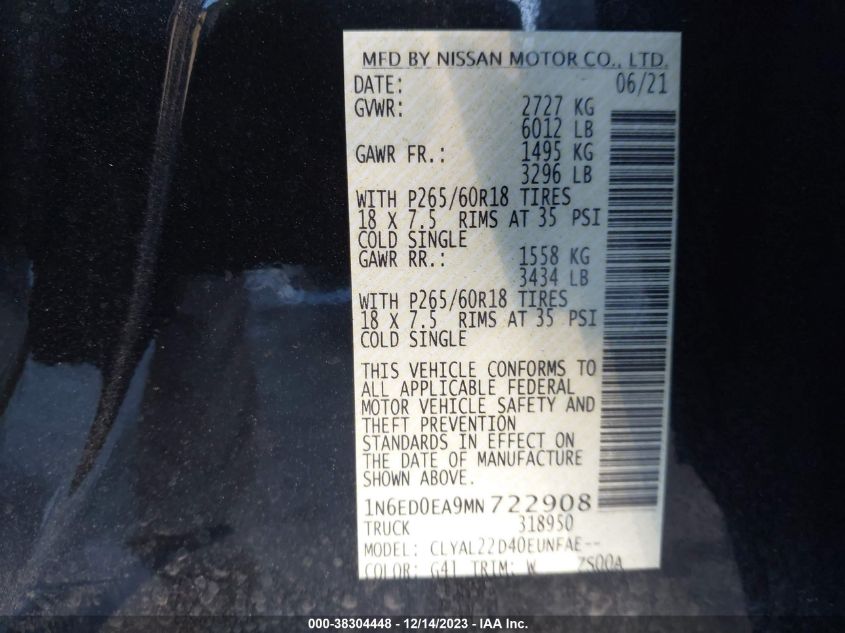 MFD BY NISSAN MOTOR CO., LTD.
DATE: 06/21
GVWR: 2727 KG
6012 LB
GAWR FR.: 1495 KG
3296 LB
WITH P265/60R18 TIRES
18 X 7.5 RIMS AT 35 PSI
COLD SINGLE
GAWR RR.: 1558 KG
3434 LB
WITH P265/60R18 TIRES
18 X 7.5 RIMS AT 35 PSI
COLD SINGLE
THIS VEHICLE CONFORMS TO
ALL APPLICABLE FEDERAL
MOTOR VEHICLE SAFETY AND
THEFT PREVENTION
STANDARDS IN EFFECT ON
THE DATE OF MANUFACTURE
SHOWN ABOVE.
1N6ED0EA9MN722908
TRUCK 318950
MODEL: CLYAL22D40EUNFAE--
COLOR: G41 TRIM: W ZS00A
000-38304448 - 12/14/2023 - IAA Inc.